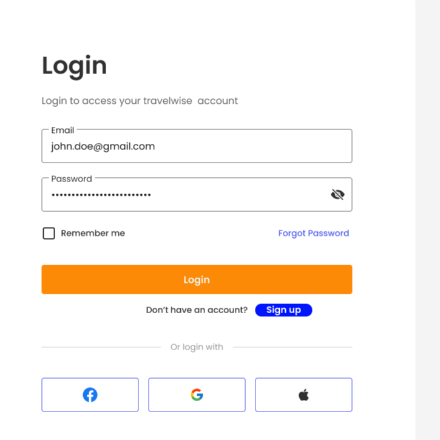 Login
Login to access your travelwise account
Email
john.doe@gmail.com
Password
•••••••••••••••••••••••••
Remember me
Forgot Password
Login
Don't have an account? Sign up
Or login with